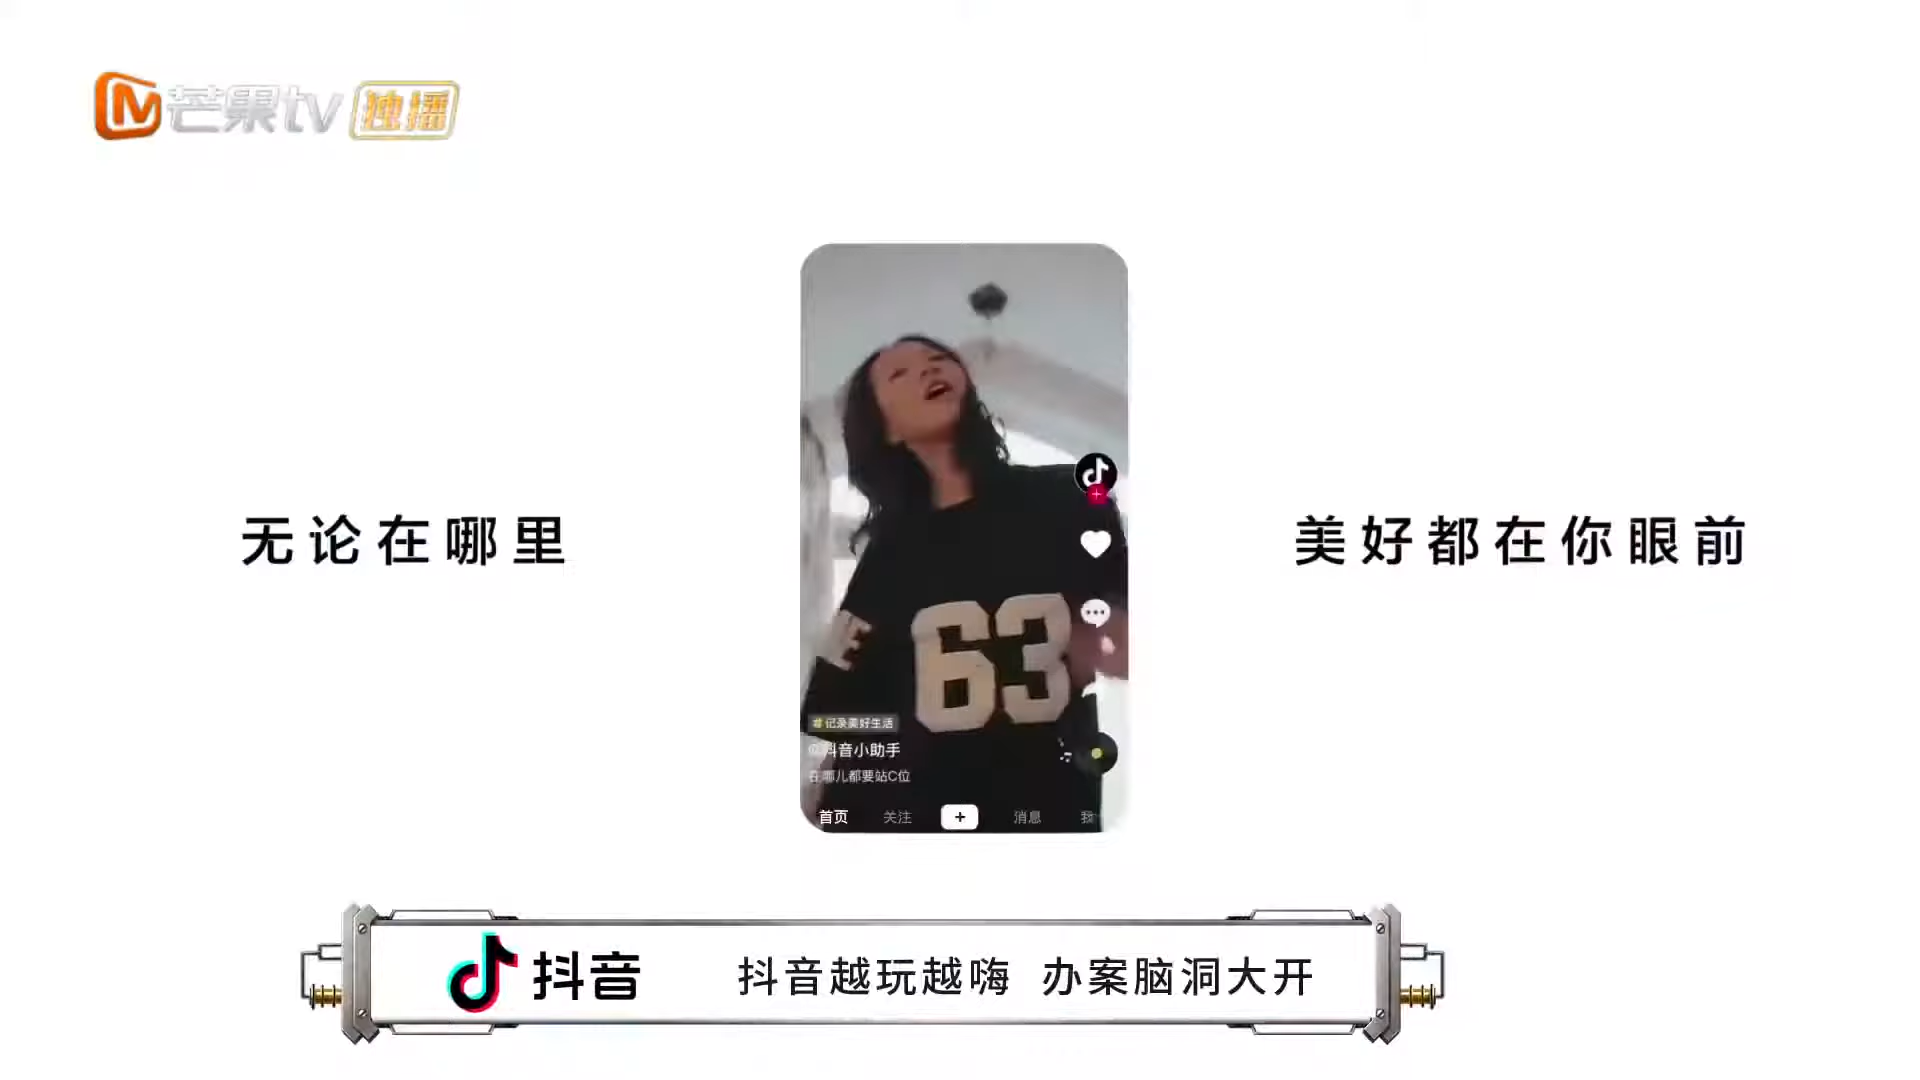 芒果tv 独播
无论在哪里
美好都在你眼前
63
#记录美好生活
@抖音小助手
在哪儿都要站C位
首页 关注 + 消息 我
抖音 抖音越玩越嗨 办案脑洞大开